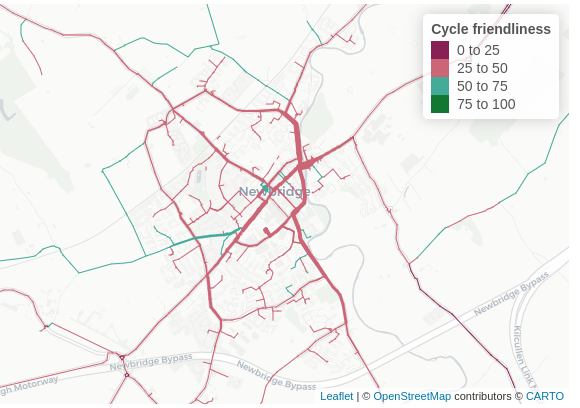 Cycle friendliness
0 to 25
25 to 50
50 to 75
75 to 100
Newbridge
Newbridge Bypass
Kilcullen Link
Newbridge Bypass
Newbridge Bypass
gh Motorway
Leaflet | © OpenStreetMap contributors © CARTO